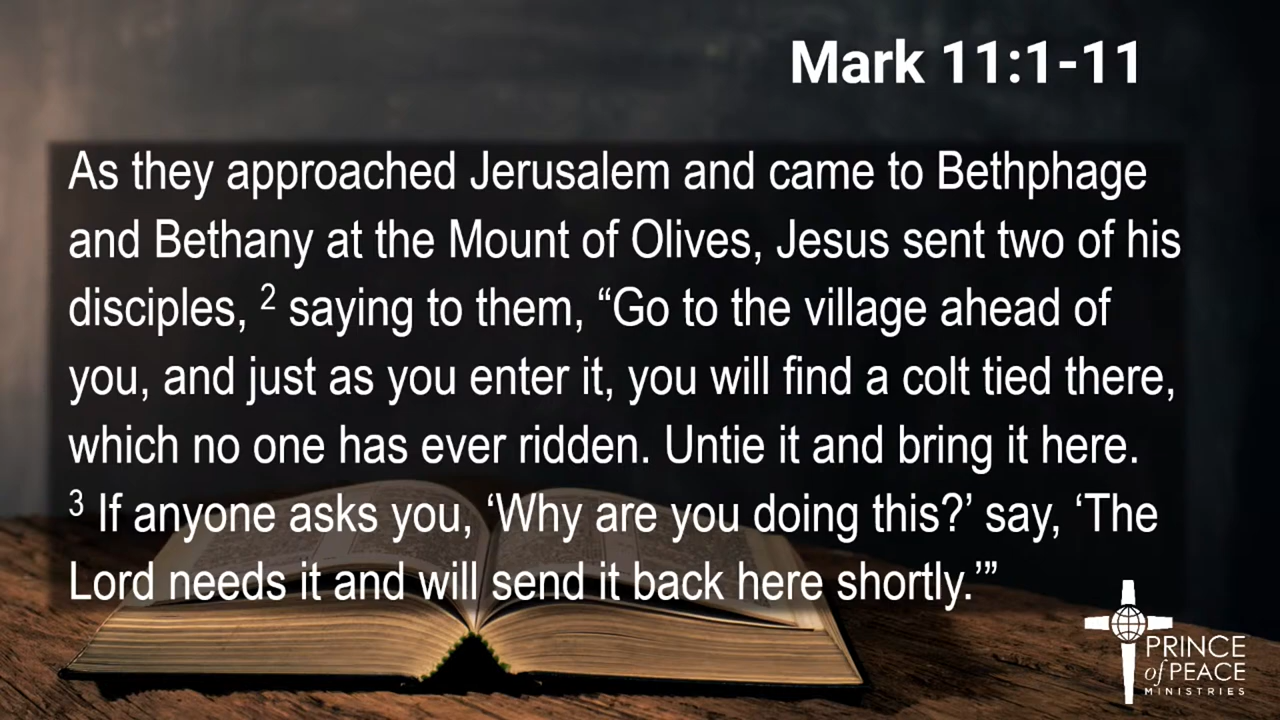 Mark 11:1-11
As they approached Jerusalem and came to Bethphage
and Bethany at the Mount of Olives, Jesus sent two of his
disciples, ² saying to them, “Go to the village ahead of
you, and just as you enter it, you will find a colt tied there,
which no one has ever ridden. Untie it and bring it here.
³ If anyone asks you, ‘Why are you doing this?’ say, ‘The
Lord needs it and will send it back here shortly.’”
PRINCE
of PEACE
MINISTRIES